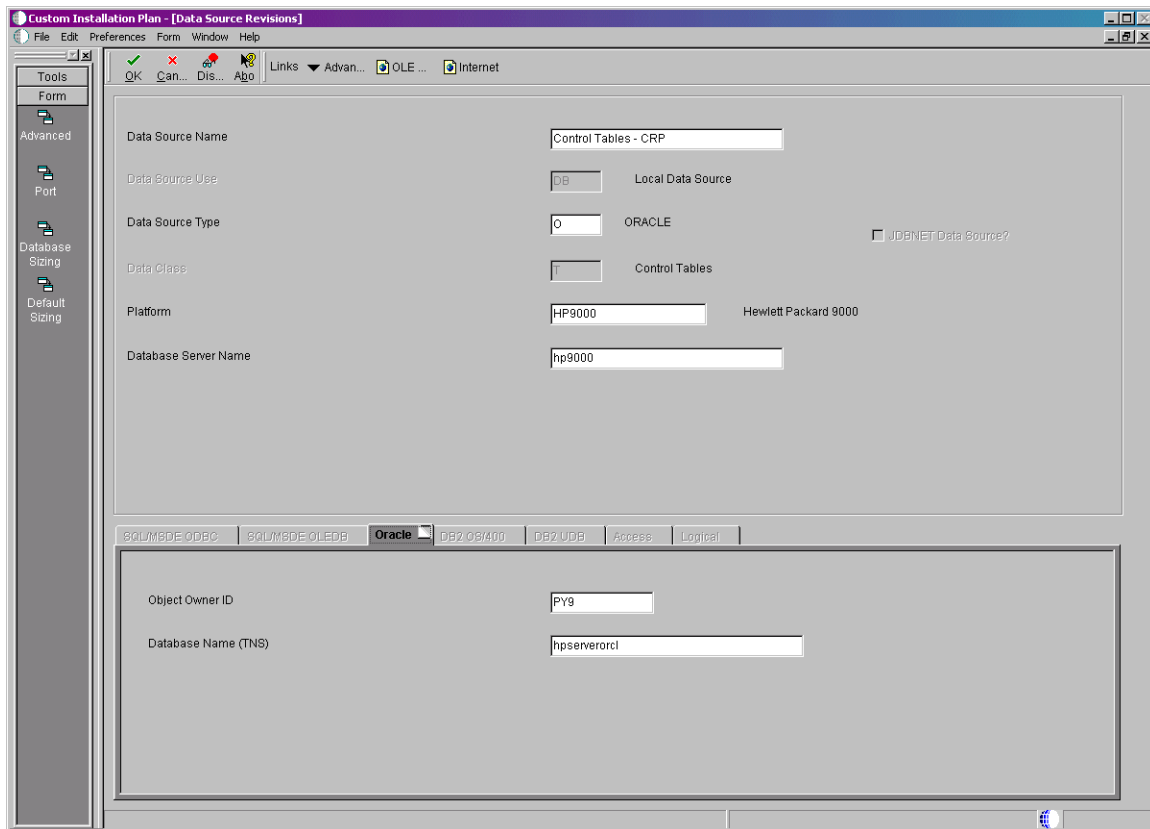 Custom Installation Plan - [Data Source Revisions]
File Edit Preferences Form Window Help
Tools
Form
Advanced
Port
Database
Sizing
Default
Sizing
OK Can... Dis... Abo Links Advan... OLE ... Internet
Data Source Name Control Tables - CRP
Data Source Use DB Local Data Source
Data Source Type O ORACLE
JDBNET Data Source?
Data Class T Control Tables
Platform HP9000 Hewlett Packard 9000
Database Server Name hp9000
SQL/MSDE ODBC SQL/MSDE OLEDB Oracle DB2 OS/400 DB2 UDB Access Logical
Object Owner ID PY9
Database Name (TNS) hpserverorcl